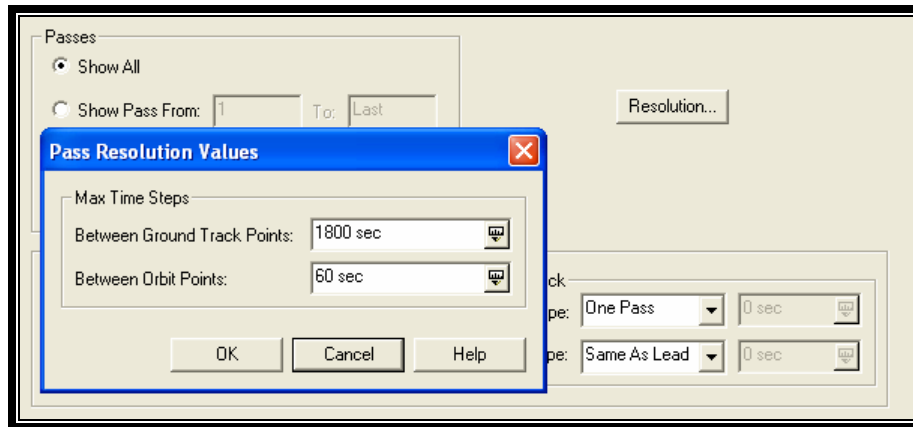 Passes
Show All
Show Pass From: 1 To: Last
Resolution...
Pass Resolution Values
Max Time Steps
Between Ground Track Points: 1800 sec
Between Orbit Points: 60 sec
OK Cancel Help
ck
pe: One Pass 0 sec
pe: Same As Lead 0 sec